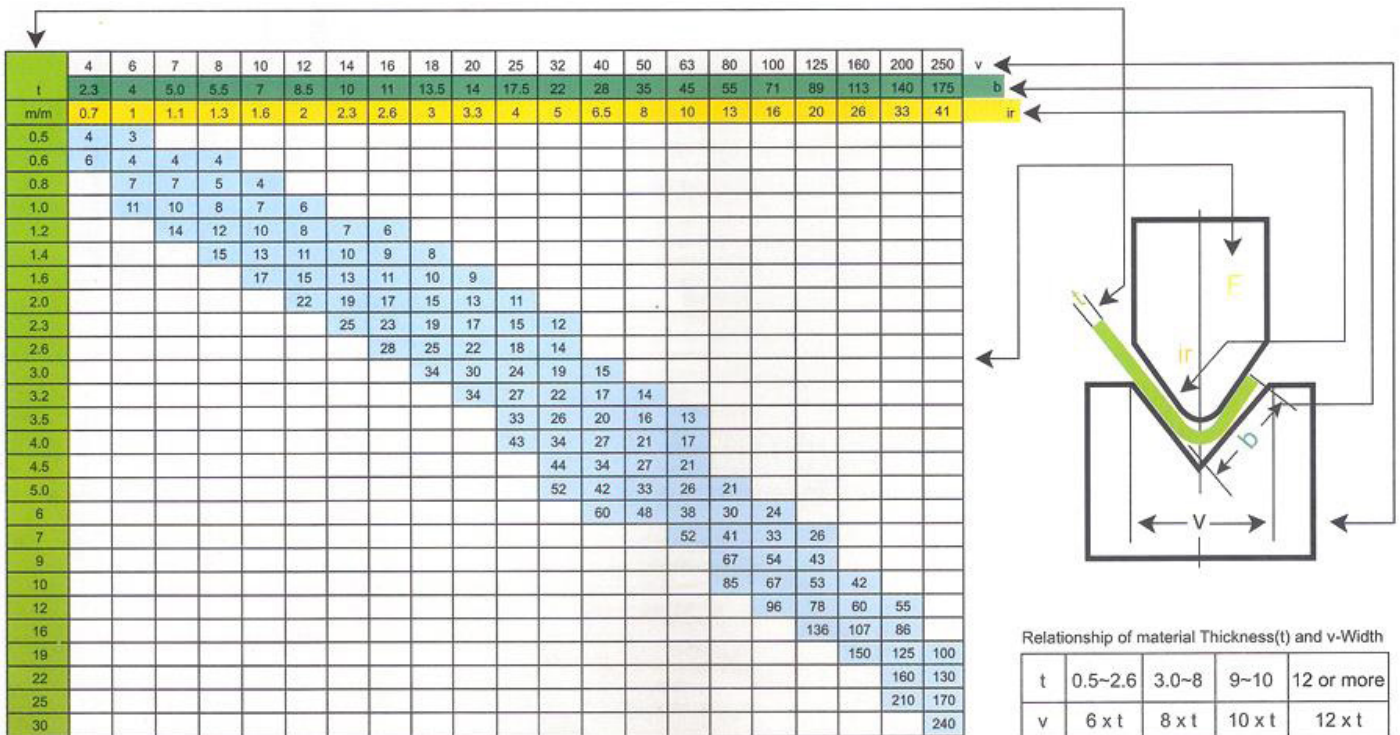 4 6 7 8 10 12 14 16 18 20 25 32 40 50 63 80 100 125 160 200 250 v
t 2.3 4 5.0 5.5 7 8.5 10 11 13.5 14 17.5 22 28 35 45 55 71 89 113 140 175 b
m/m 0.7 1 1.1 1.3 1.6 2 2.3 2.6 3 3.3 4 5 6.5 8 10 13 16 20 26 33 41 ir
0.5 4 3
0.6 6 4 4 4
0.8 7 7 5 4
1.0 11 10 8 7 6
1.2 14 12 10 8 7 6
1.4 15 13 11 10 9 8
1.6 17 15 13 11 10 9
2.0 22 19 17 15 13 11
2.3 25 23 19 17 15 12
2.6 28 25 22 18 14
3.0 34 30 24 19 15
3.2 34 27 22 17 14
3.5 33 26 20 16 13
4.0 43 34 27 21 17
4.5 44 34 27 21
5.0 52 42 33 26 21
6 60 48 38 30 24
7 52 41 33 26
9 67 54 43
10 85 67 53 42
12 96 78 60 55
16 136 107 86
19 150 125 100
22 160 130
25 210 170
30 240
E
t
ir
b
v
Relationship of material Thickness(t) and v-Width
t 0.5~2.6 3.0~8 9~10 12 or more
v 6 x t 8 x t 10 x t 12 x t